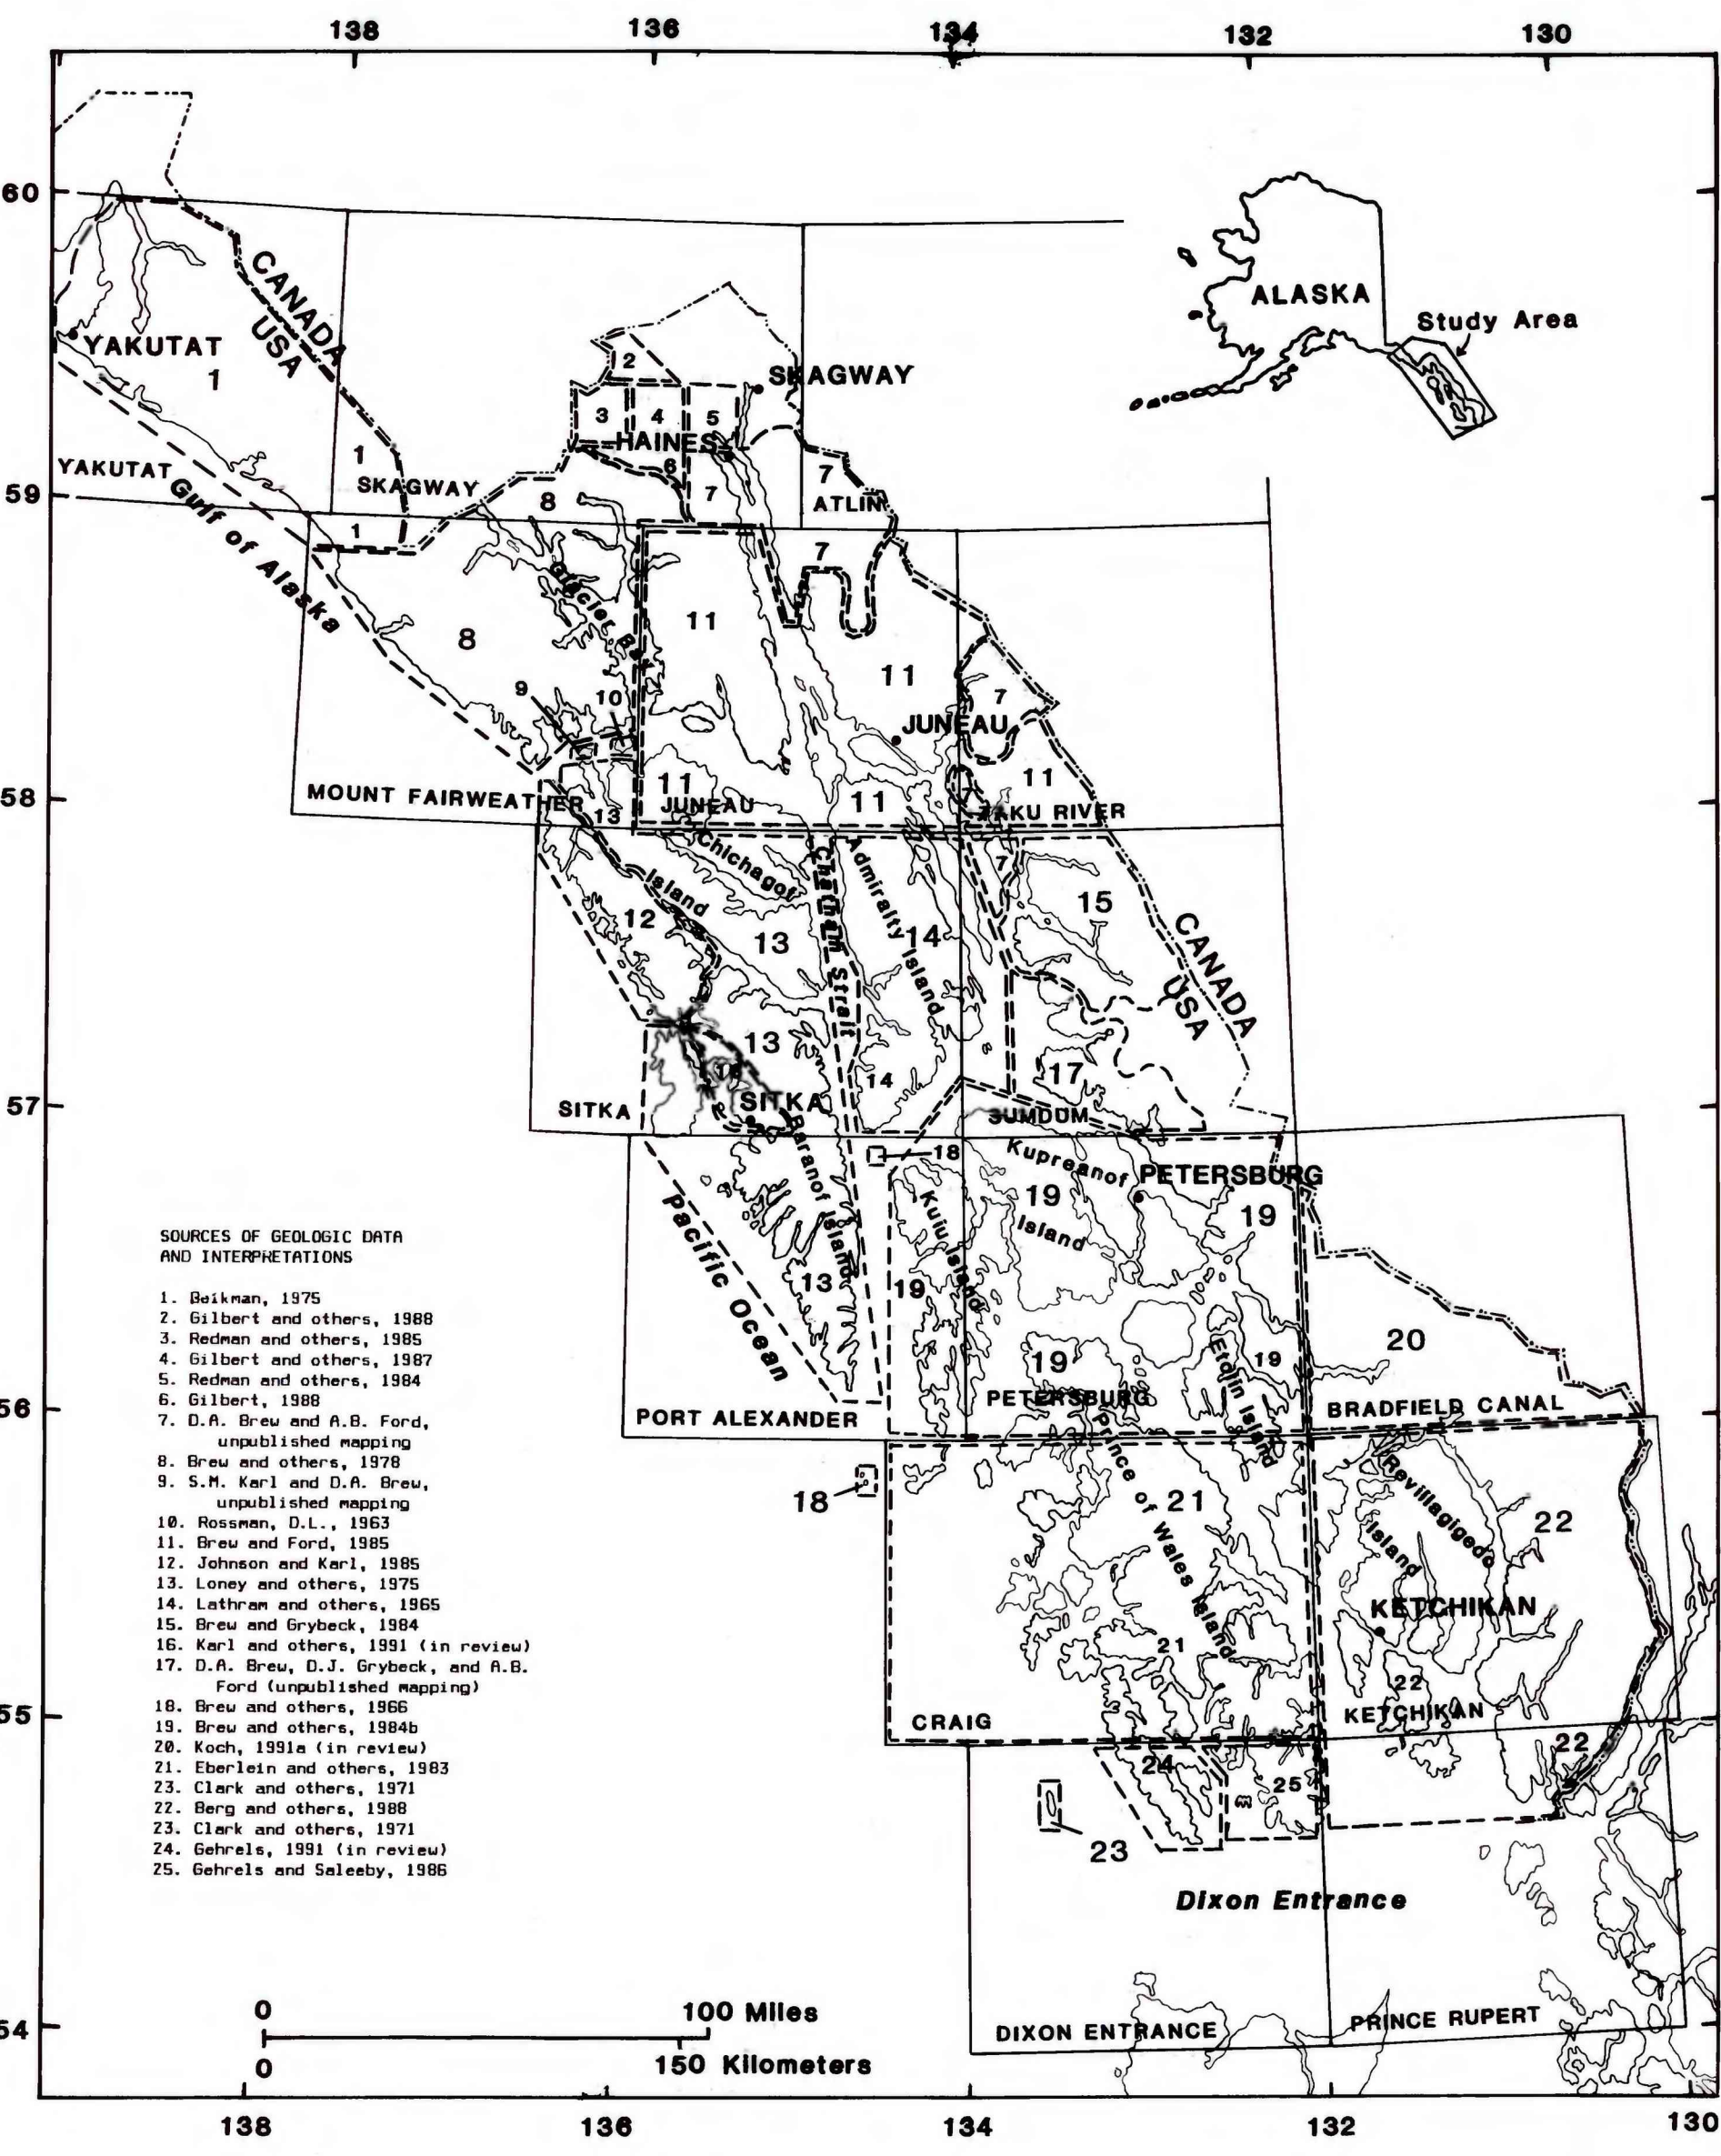 138 136 134 132 130
60
CANADA
USA
ALASKA
Study Area
YAKUTAT
1
2
SKAGWAY
3 4 5
HAINES
6
1
YAKUTAT
SKAGWAY
7
7
ATLIN
59
8
Gulf of Alaska
1
7
Glacier Bay
11
8
11
9
10
7
JUNEAU
11
11
11
7
58
MOUNT FAIRWEATHER
13
JUNEAU
TAKU RIVER
Chichagof
Island
Chatham Strait
Admiralty Island
7
15
12
13
14
CANADA
USA
13
14
17
57
SITKA
SITKA
SUMDUM
Baranof Island
18
Kupreanof
Island
PETERSBURG
19
19
Kuiu Island
Pacific Ocean
13
19
SOURCES OF GEOLOGIC DATA
AND INTERPRETATIONS
1. Beikman, 1975
2. Gilbert and others, 1988
3. Redman and others, 1985
4. Gilbert and others, 1987
5. Redman and others, 1984
6. Gilbert, 1988
7. D.A. Brew and A.B. Ford,
unpublished mapping
8. Brew and others, 1978
9. S.M. Karl and D.A. Brew,
unpublished mapping
10. Rossman, D.L., 1963
11. Brew and Ford, 1985
12. Johnson and Karl, 1985
13. Loney and others, 1975
14. Lathram and others, 1965
15. Brew and Grybeck, 1984
16. Karl and others, 1991 (in review)
17. D.A. Brew, D.J. Grybeck, and A.B.
Ford (unpublished mapping)
18. Brew and others, 1966
19. Brew and others, 1984b
20. Koch, 1991a (in review)
21. Eberlein and others, 1983
23. Clark and others, 1971
22. Berg and others, 1988
23. Clark and others, 1971
24. Gehrels, 1991 (in review)
25. Gehrels and Saleeby, 1986
19
Etolin Island
19
20
56
PORT ALEXANDER
PETERSBURG
BRADFIELD CANAL
18
Prince of Wales Island
21
Revillagigedo
Island
22
KETCHIKAN
21
22
55
CRAIG
KETCHIKAN
22
24
25
23
Dixon Entrance
54
0 100 Miles
0 150 Kilometers
DIXON ENTRANCE
PRINCE RUPERT
138 136 134 132 130